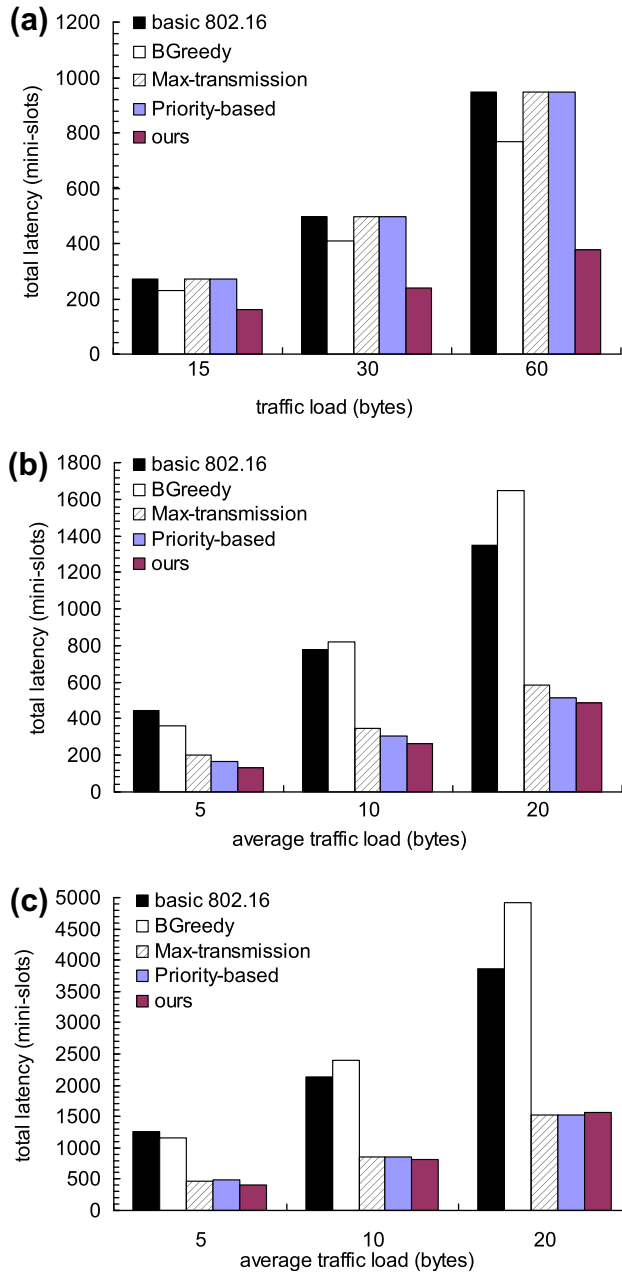 (a)
basic 802.16
BGreedy
Max-transmission
Priority-based
ours
total latency (mini-slots)
1200
1000
800
600
400
200
0
15 30 60
traffic load (bytes)
(b)
basic 802.16
BGreedy
Max-transmission
Priority-based
ours
total latency (mini-slots)
1800
1600
1400
1200
1000
800
600
400
200
0
5 10 20
average traffic load (bytes)
(c)
basic 802.16
BGreedy
Max-transmission
Priority-based
ours
total latency (mini-slots)
5000
4500
4000
3500
3000
2500
2000
1500
1000
500
0
5 10 20
average traffic load (bytes)